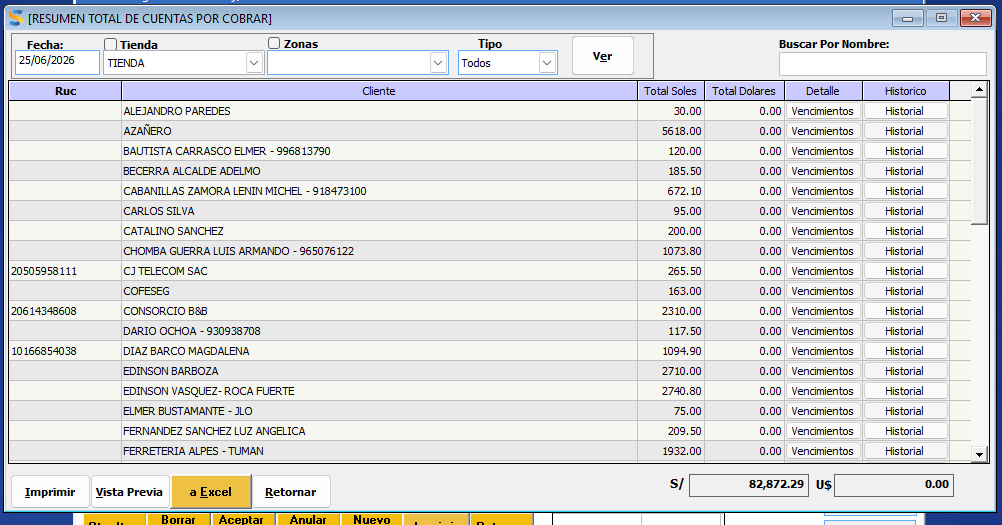 [RESUMEN TOTAL DE CUENTAS POR COBRAR]
Fecha: Tienda Zonas Tipo Buscar Por Nombre:
25/06/2026 TIENDA Todos Ver
Ruc Cliente Total Soles Total Dolares Detalle Historico
ALEJANDRO PAREDES 30.00 0.00 Vencimientos Historial
AZAÑERO 5618.00 0.00 Vencimientos Historial
BAUTISTA CARRASCO ELMER - 996813790 120.00 0.00 Vencimientos Historial
BECERRA ALCALDE ADELMO 185.50 0.00 Vencimientos Historial
CABANILLAS ZAMORA LENIN MICHEL - 918473100 672.10 0.00 Vencimientos Historial
CARLOS SILVA 95.00 0.00 Vencimientos Historial
CATALINO SANCHEZ 200.00 0.00 Vencimientos Historial
CHOMBA GUERRA LUIS ARMANDO - 965076122 1073.80 0.00 Vencimientos Historial
20505958111 CJ TELECOM SAC 265.50 0.00 Vencimientos Historial
COFESEG 163.00 0.00 Vencimientos Historial
20614348608 CONSORCIO B&B 2310.00 0.00 Vencimientos Historial
DARIO OCHOA - 930938708 117.50 0.00 Vencimientos Historial
10166854038 DIAZ BARCO MAGDALENA 1094.90 0.00 Vencimientos Historial
EDINSON BARBOZA 2710.00 0.00 Vencimientos Historial
EDINSON VASQUEZ- ROCA FUERTE 2740.80 0.00 Vencimientos Historial
ELMER BUSTAMANTE - JLO 75.00 0.00 Vencimientos Historial
FERNANDEZ SANCHEZ LUZ ANGELICA 209.50 0.00 Vencimientos Historial
FERRETERIA ALPES - TUMAN 1932.00 0.00 Vencimientos Historial
Imprimir Vista Previa a Excel Retornar S/ 82,872.29 U$ 0.00
Borrar Aceptar Anular Nuevo